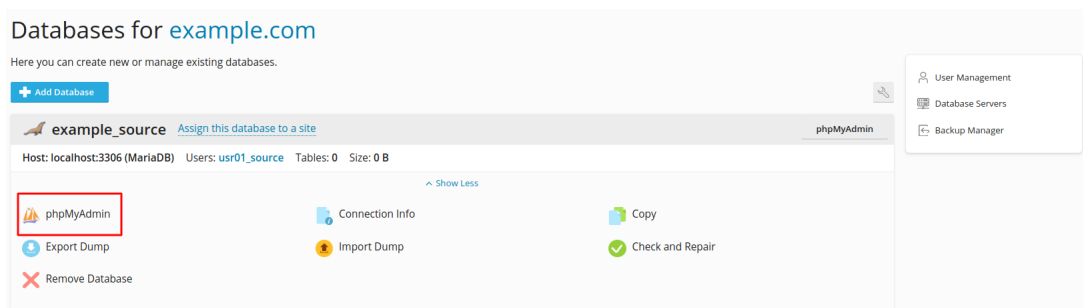 Databases for example.com
Here you can create new or manage existing databases.
Add Database
User Management
Database Servers
Backup Manager
example_source Assign this database to a site phpMyAdmin
Host: localhost:3306 (MariaDB) Users: usr01_source Tables: 0 Size: 0 B
Show Less
phpMyAdmin Connection Info Copy
Export Dump Import Dump Check and Repair
Remove Database